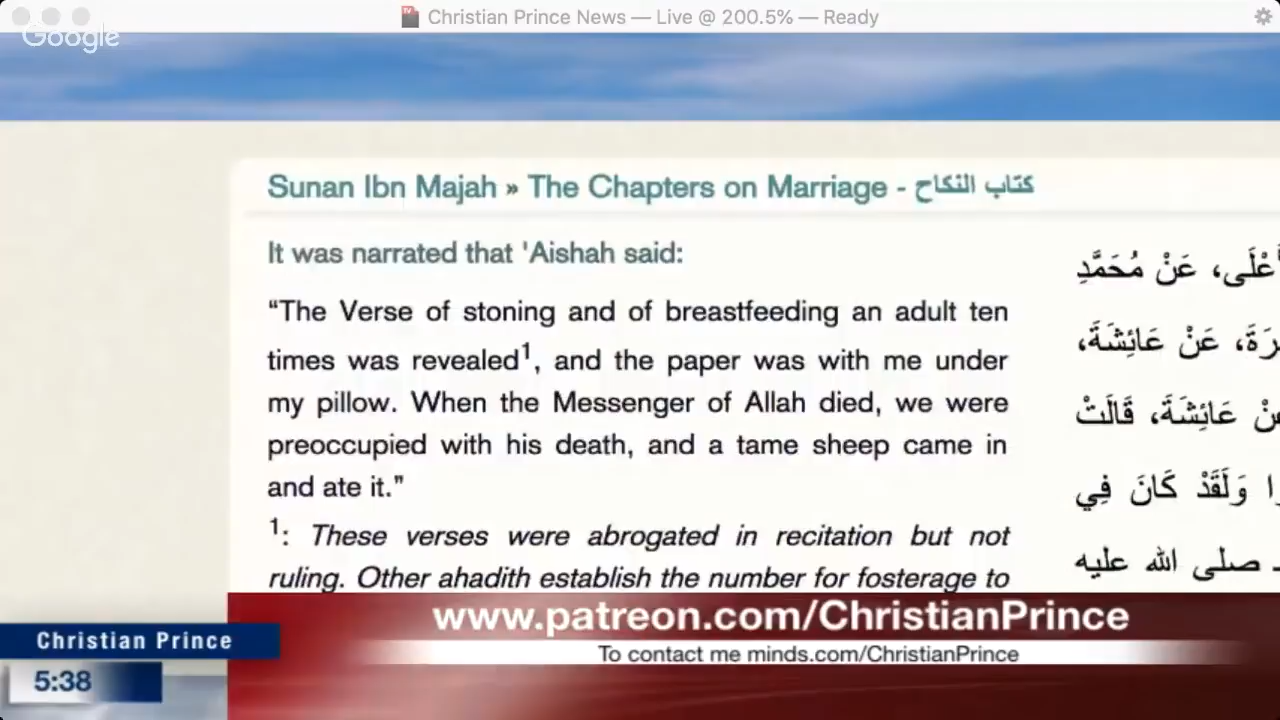 Christian Prince News — Live @ 200.5% — Ready
Google
Sunan Ibn Majah » The Chapters on Marriage - كتاب النكاح
It was narrated that 'Aishah said:
“The Verse of stoning and of breastfeeding an adult ten
times was revealed1, and the paper was with me under
my pillow. When the Messenger of Allah died, we were
preoccupied with his death, and a tame sheep came in
and ate it.”
1: These verses were abrogated in recitation but not
ruling. Other ahadith establish the number for fosterage to
عَنْ مُحَمَّدِ
عَنْ عَائِشَةَ،
عَائِشَةَ، قَالَتْ
وَلَقَدْ كَانَ فِي
صلى الله عليه
www.patreon.com/ChristianPrince
To contact me minds.com/ChristianPrince
Christian Prince
5:38